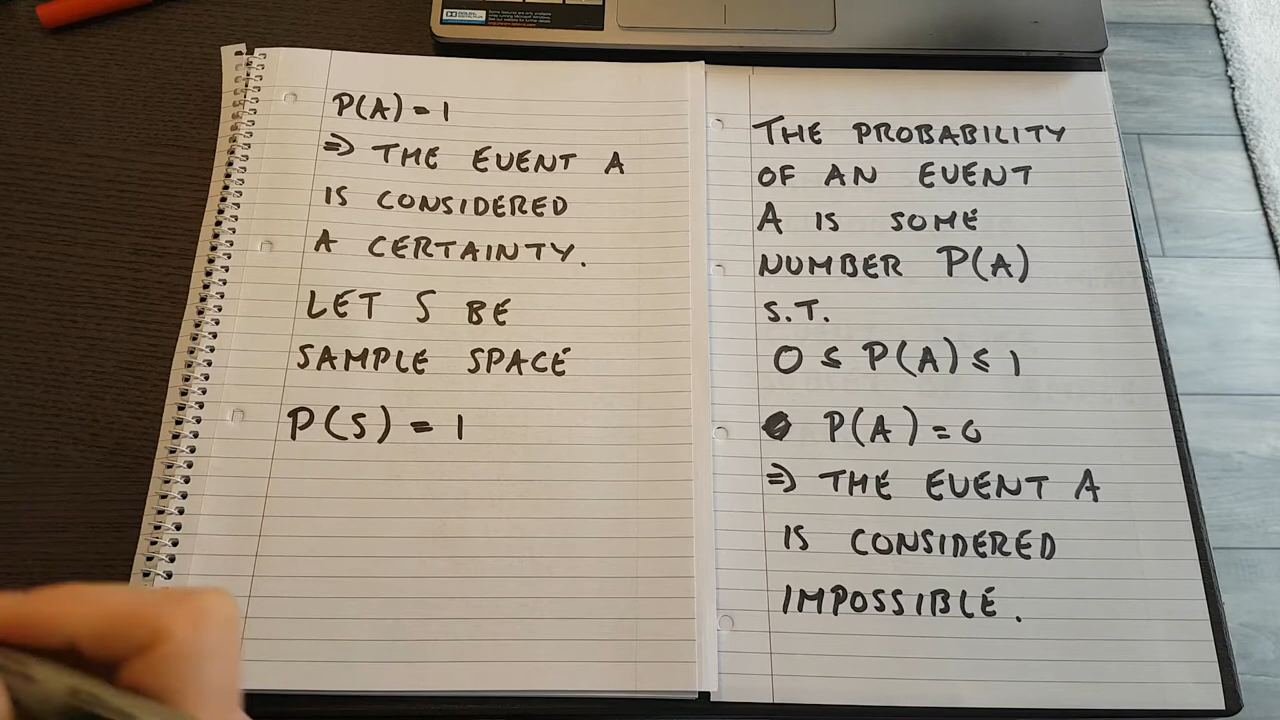 P(A) = 1
⇒ THE EVENT A
IS CONSIDERED
A CERTAINTY.
LET S BE
SAMPLE SPACE
P(S) = 1
THE PROBABILITY
OF AN EVENT
A IS SOME
NUMBER P(A)
S.T.
0 ≤ P(A) ≤ 1
● P(A) = 0
⇒ THE EVENT A
IS CONSIDERED
IMPOSSIBLE.